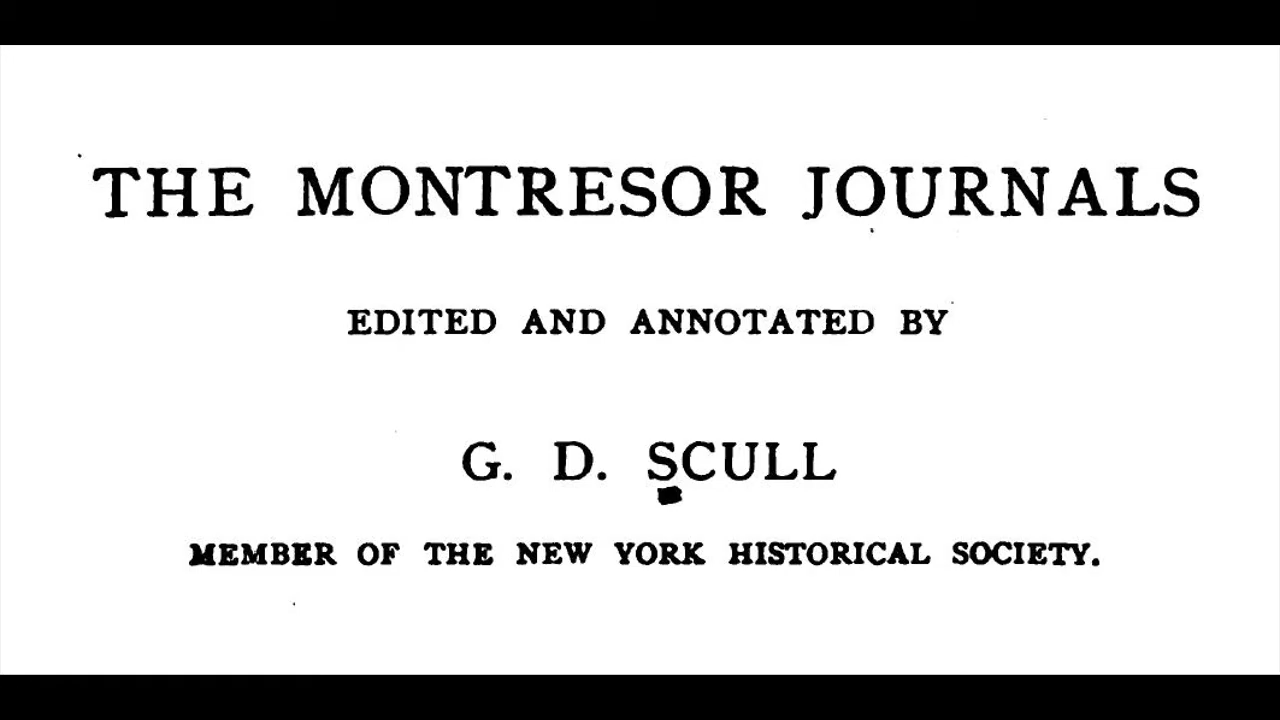 THE MONTRESOR JOURNALS
EDITED AND ANNOTATED BY
G. D. SCULL
MEMBER OF THE NEW YORK HISTORICAL SOCIETY.